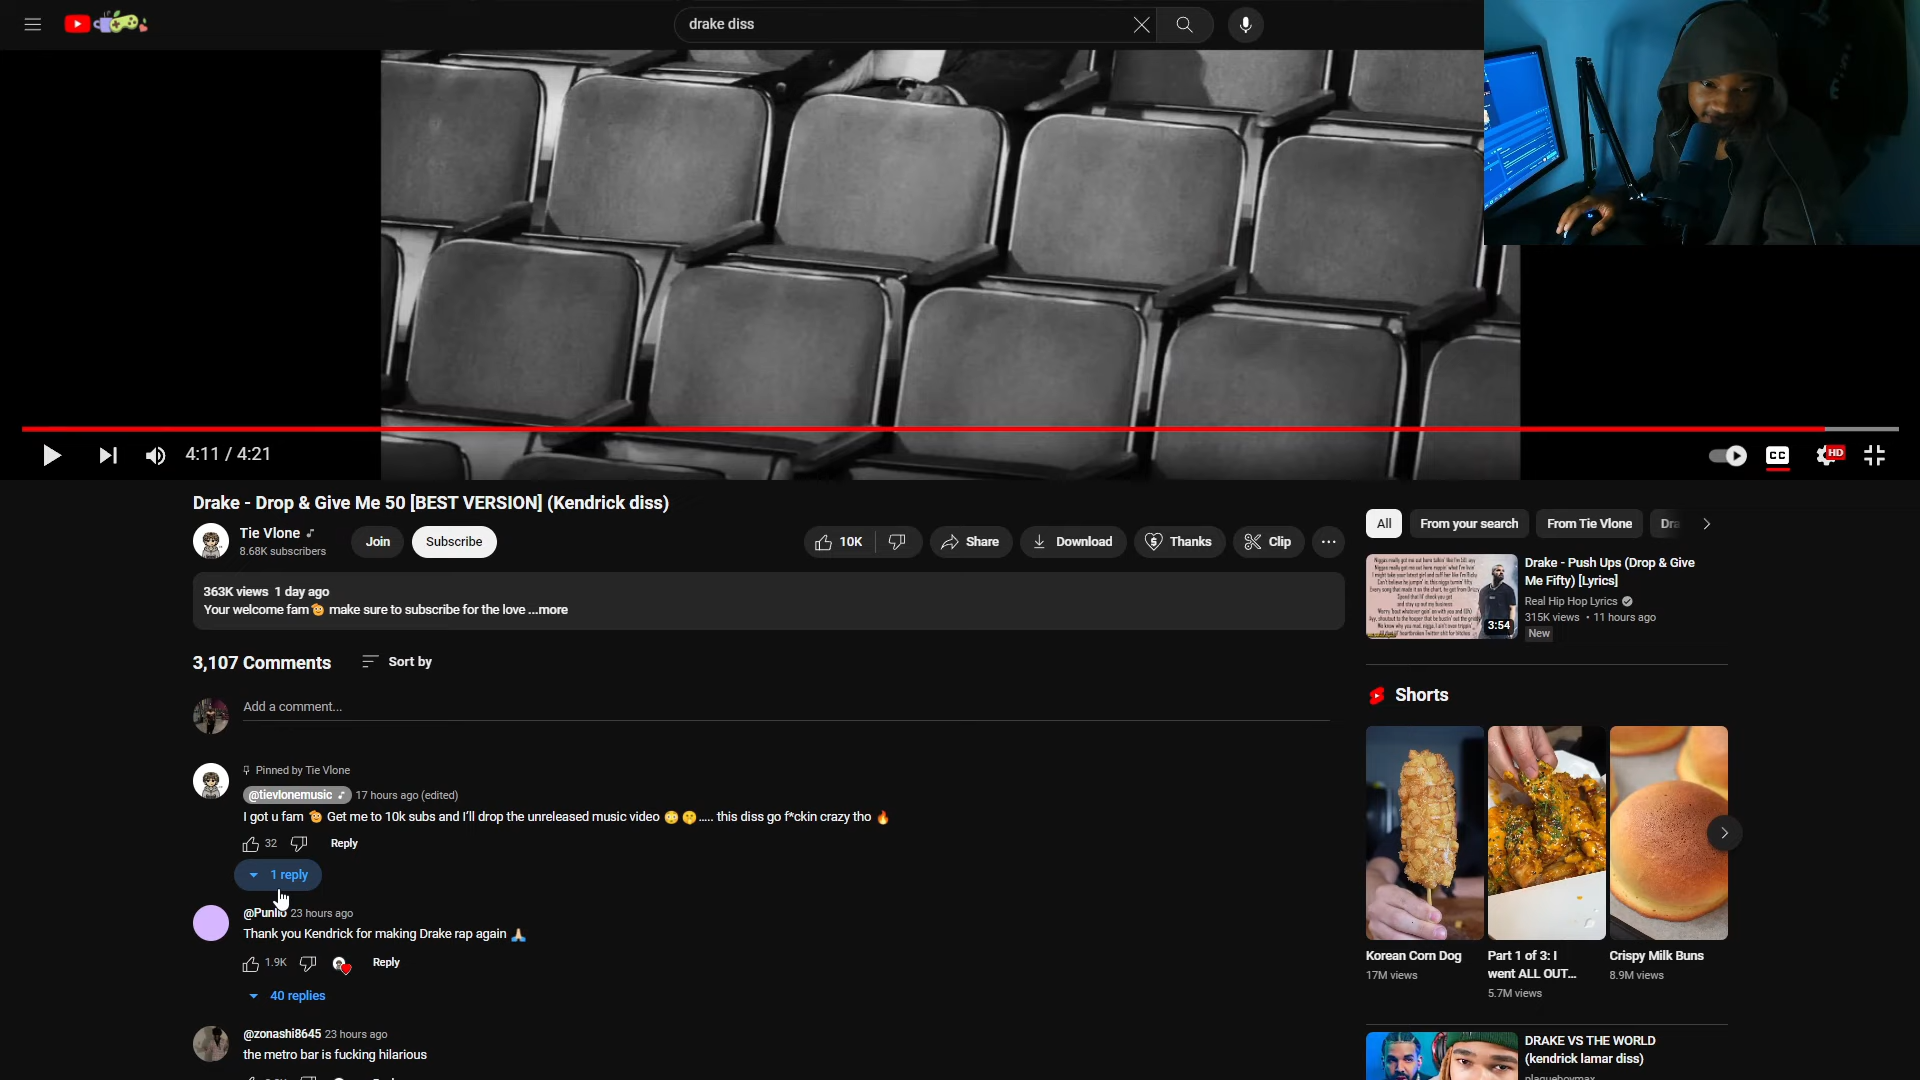 drake diss
4:11 / 4:21
CC
HD
Drake - Drop & Give Me 50 [BEST VERSION] (Kendrick diss)
Tie Vlone
8.68K subscribers
Join
Subscribe
10K
Share
Download
Thanks
Clip
363K views 1 day ago
Your welcome fam🫡 make sure to subscribe for the love ...more
3,107 Comments
Sort by
Add a comment...
Pinned by Tie Vlone
@tievlonemusic
17 hours ago (edited)
I got u fam 🫡 Get me to 10k subs and I'll drop the unreleased music video 😳 🤫 ..... this diss go f*ckin crazy tho 🔥
32
Reply
1 reply
23 hours ago
Thank you Kendrick for making Drake rap again 🙏🏼
1.9K
Reply
40 replies
@zonashi8645 23 hours ago
the metro bar is fucking hilarious
All
From your search
From Tie Vlone
Dra
3:54
Drake - Push Ups (Drop & Give
Me Fifty) [Lyrics]
Real Hip Hop Lyrics
315K views • 11 hours ago
New
Shorts
Korean Corn Dog
17M views
Part 1 of 3: I
went ALL OUT...
5.7M views
Crispy Milk Buns
8.9M views
DRAKE VS THE WORLD
(kendrick lamar diss)
plaqueboymax